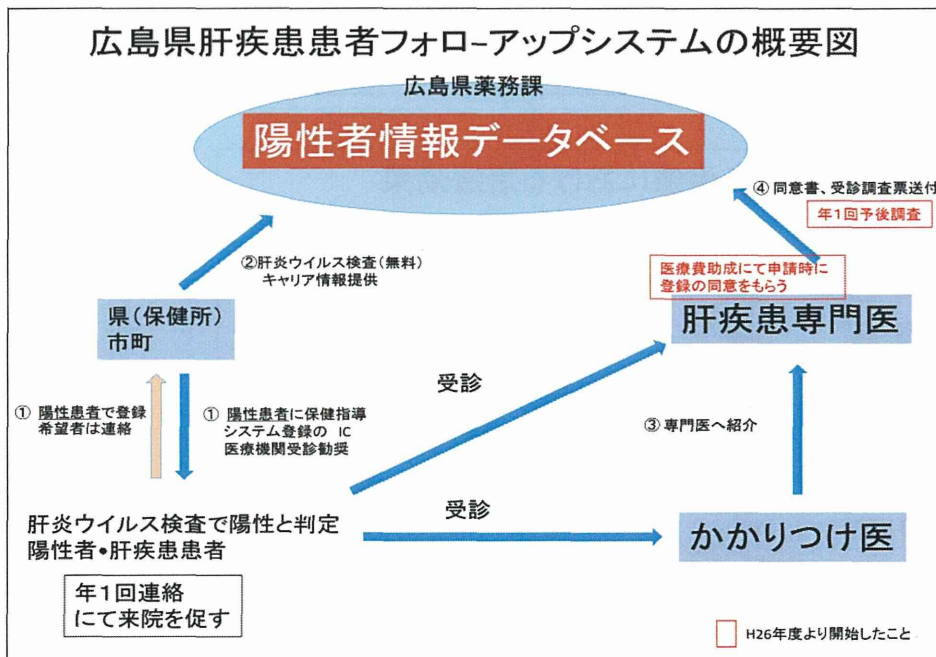 広島県肝疾患患者フォロｰアップシステムの概要図
広島県薬務課
陽性者情報データベース
④ 同意書、受診調査票送付
年1回予後調査
②肝炎ウイルス検査(無料)
キャリア情報提供
医療費助成にて申請時に
登録の同意をもらう
県(保健所)
市町
肝疾患専門医
受診
① 陽性患者で登録
希望者は連絡
① 陽性患者に保健指導
システム登録の IC
医療機関受診勧奨
③ 専門医へ紹介
肝炎ウイルス検査で陽性と判定
陽性者•肝疾患患者
受診
かかりつけ医
年1回連絡
にて来院を促す
H26年度より開始したこと